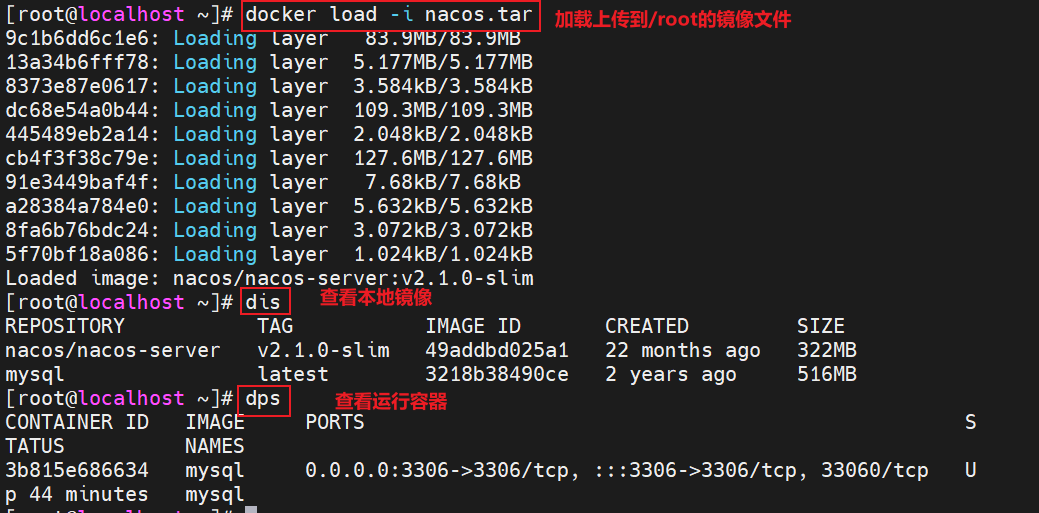 [root@localhost ~]# docker load -i nacos.tar 加载上传到/root的镜像文件
9c1b6dd6c1e6: Loading layer 83.9MB/83.9MB
13a34b6fff78: Loading layer 5.177MB/5.177MB
8373e87e0617: Loading layer 3.584kB/3.584kB
dc68e54a0b44: Loading layer 109.3MB/109.3MB
445489eb2a14: Loading layer 2.048kB/2.048kB
cb4f3f38c79e: Loading layer 127.6MB/127.6MB
91e3449baf4f: Loading layer 7.68kB/7.68kB
a28384a784e0: Loading layer 5.632kB/5.632kB
8fa6b76bdc24: Loading layer 3.072kB/3.072kB
5f70bf18a086: Loading layer 1.024kB/1.024kB
Loaded image: nacos/nacos-server:v2.1.0-slim
[root@localhost ~]# dis 查看本地镜像
REPOSITORY TAG IMAGE ID CREATED SIZE
nacos/nacos-server v2.1.0-slim 49addbd025a1 22 months ago 322MB
mysql latest 3218b38490ce 2 years ago 516MB
[root@localhost ~]# dps 查看运行容器
CONTAINER ID IMAGE PORTS S
TATUS NAMES
3b815e686634 mysql 0.0.0.0:3306->3306/tcp, :::3306->3306/tcp, 33060/tcp U
p 44 minutes mysql
[root@localhost ~]#